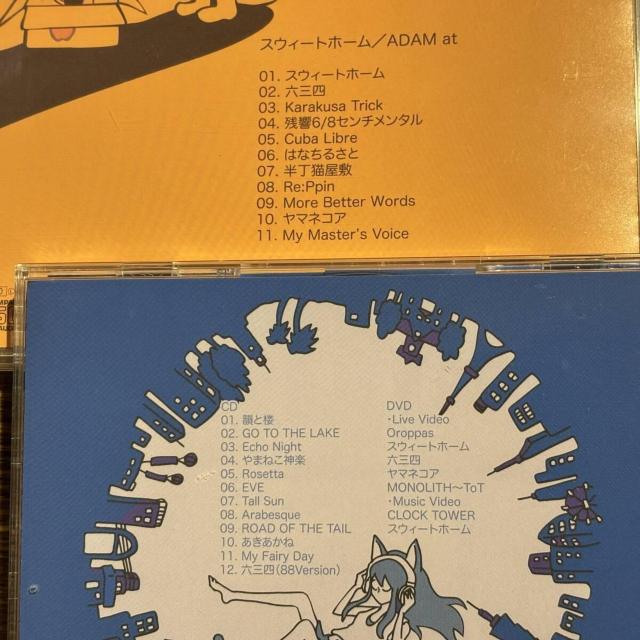 スウィートホーム／ADAM at
01. スウィートホーム
02. 六三四
03. Karakusa Trick
04. 残響6/8センチメンタル
05. Cuba Libre
06. はなちるさと
07. 半丁猫屋敷
08. Re:Ppin
09. More Better Words
10. ヤマネコア
11. My Master's Voice
CD
01. 韻と楼
02. GO TO THE LAKE
03. Echo Night
04. やまねこ神楽
05. Rosetta
06. EVE
07. Tall Sun
08. Arabesque
09. ROAD OF THE TAIL
10. あきあかね
11. My Fairy Day
12. 六三四(88Version)
DVD
・Live Video
Oroppas
スウィートホーム
六三四
ヤマネコア
MONOLITH〜ToT
・Music Video
CLOCK TOWER
スウィートホーム